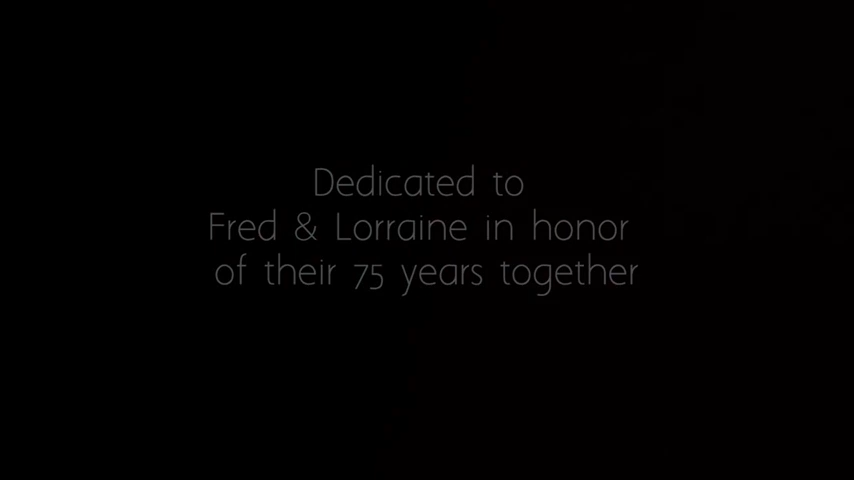 Dedicated to
Fred & Lorraine in honor
of their 75 years together